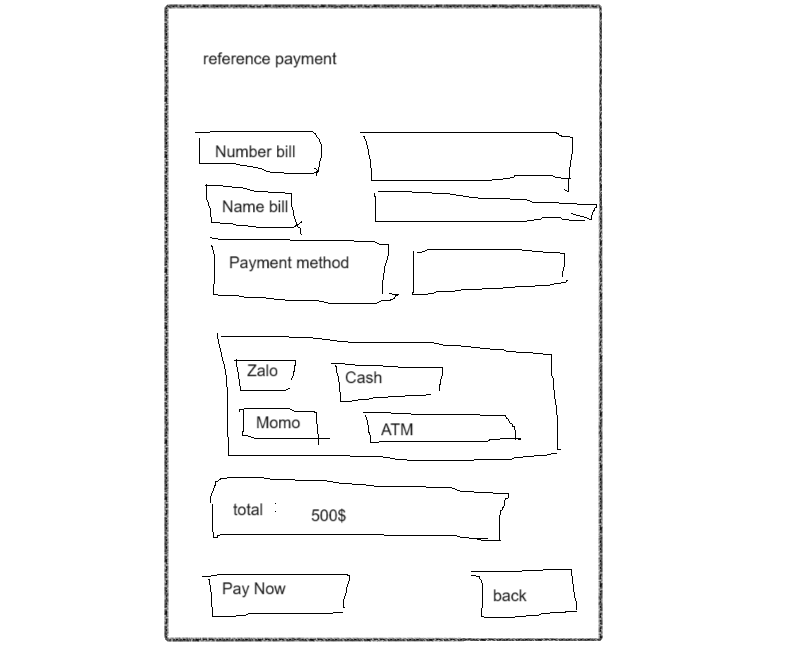 reference payment
Number bill
Name bill
Payment method
Zalo
Cash
Momo
ATM
total : 500$
Pay Now
back